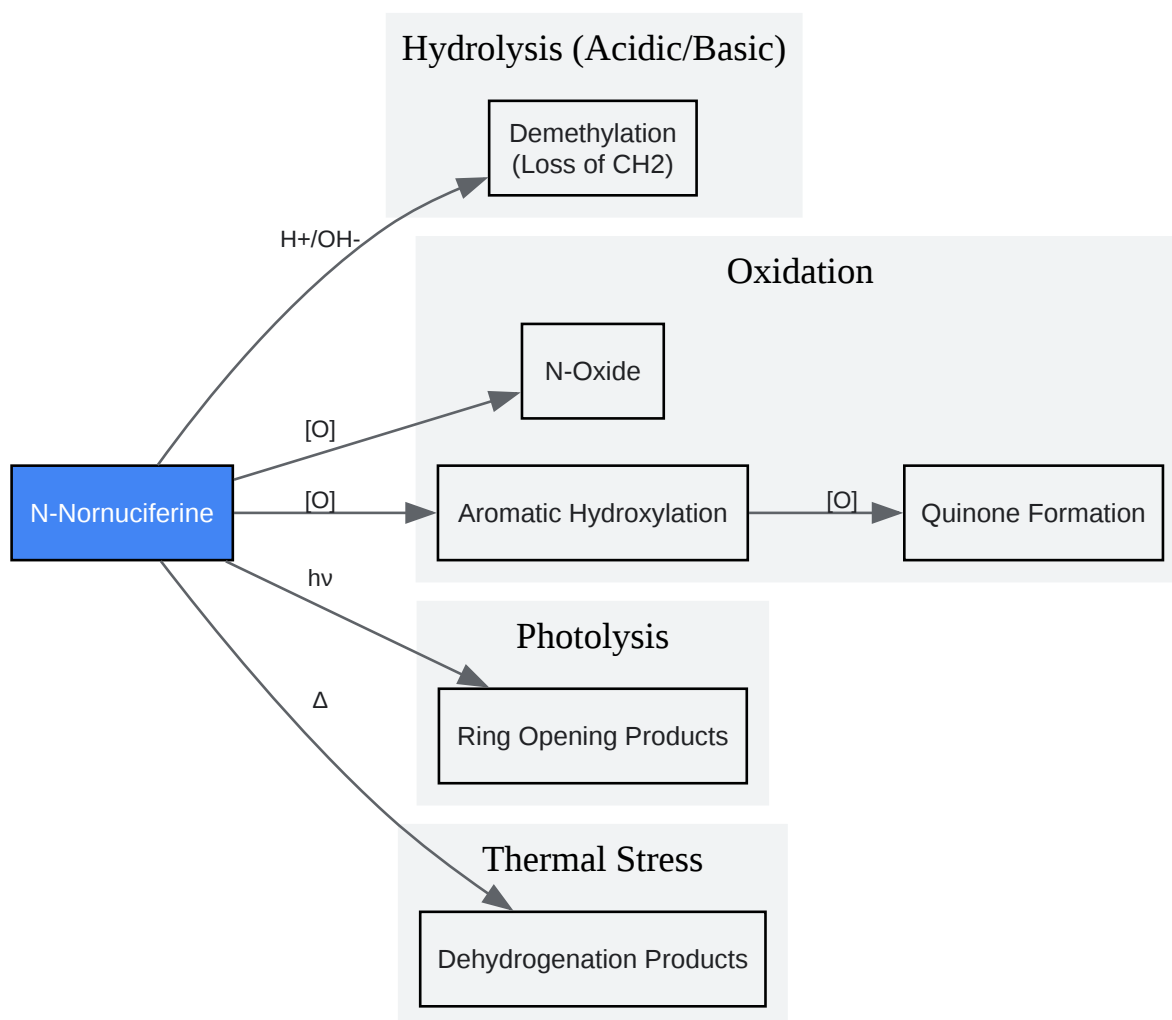 Hydrolysis (Acidic/Basic)
Demethylation
(Loss of CH2)
H+/OH-
Oxidation
N-Oxide
[O]
N-Nornuciferine
[O]
Aromatic Hydroxylation
[O]
Quinone Formation
hν
Photolysis
Ring Opening Products
Δ
Thermal Stress
Dehydrogenation Products